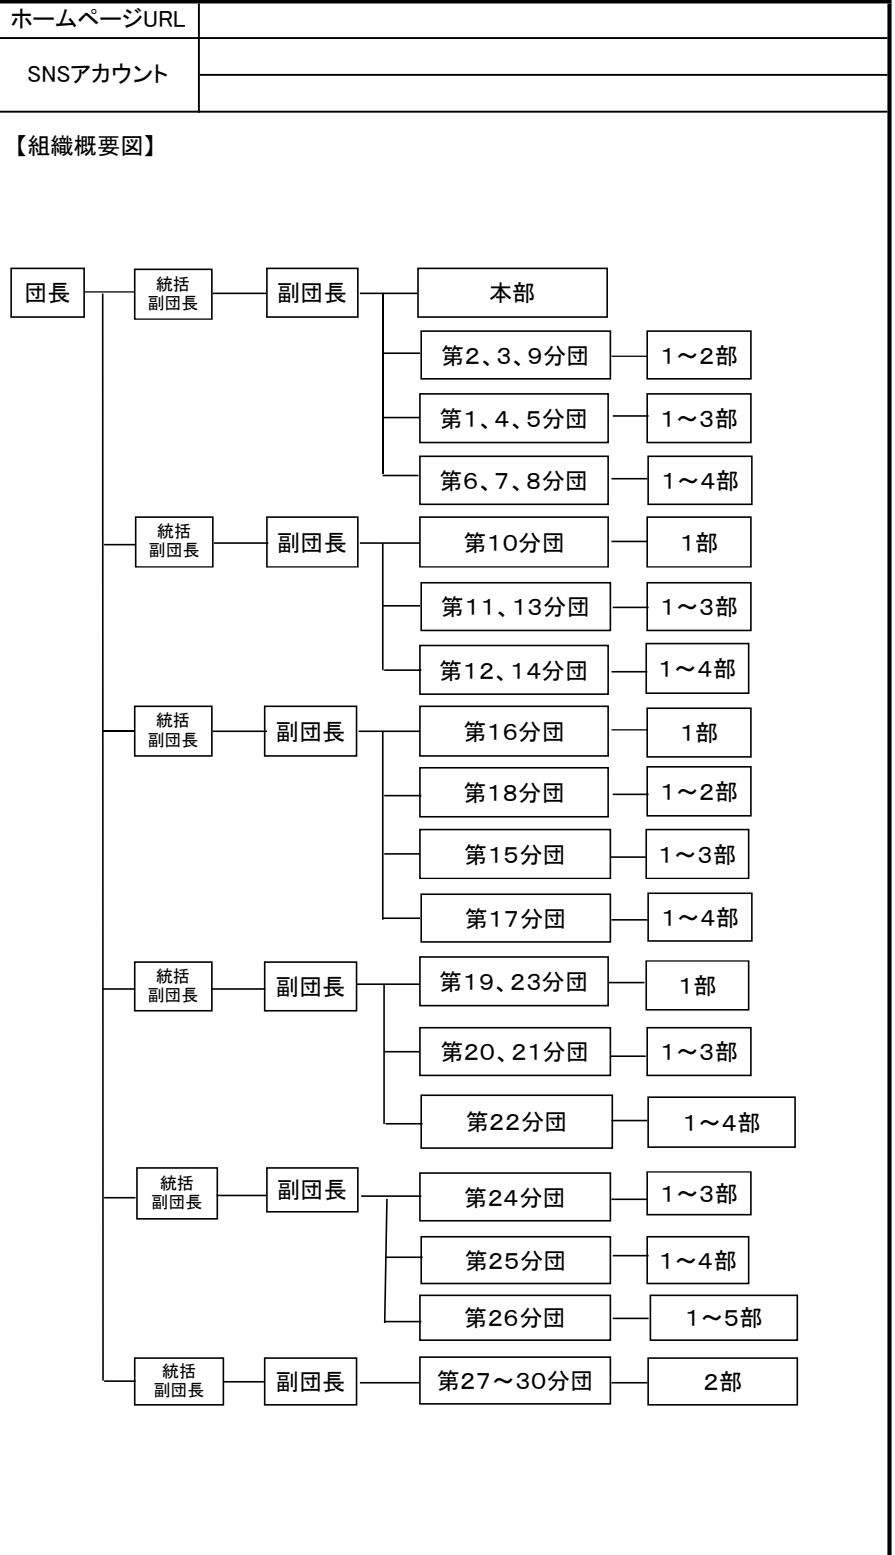 ホームページURL
SNSアカウント
【組織概要図】
団長
統括
副団長
副団長
本部
第2、3、9分団
1～2部
第1、4、5分団
1～3部
第6、7、8分団
1～4部
統括
副団長
副団長
第10分団
1部
第11、13分団
1～3部
第12、14分団
1～4部
統括
副団長
副団長
第16分団
1部
第18分団
1～2部
第15分団
1～3部
第17分団
1～4部
統括
副団長
副団長
第19、23分団
1部
第20、21分団
1～3部
第22分団
1～4部
統括
副団長
副団長
第24分団
1～3部
第25分団
1～4部
第26分団
1～5部
統括
副団長
副団長
第27～30分団
2部